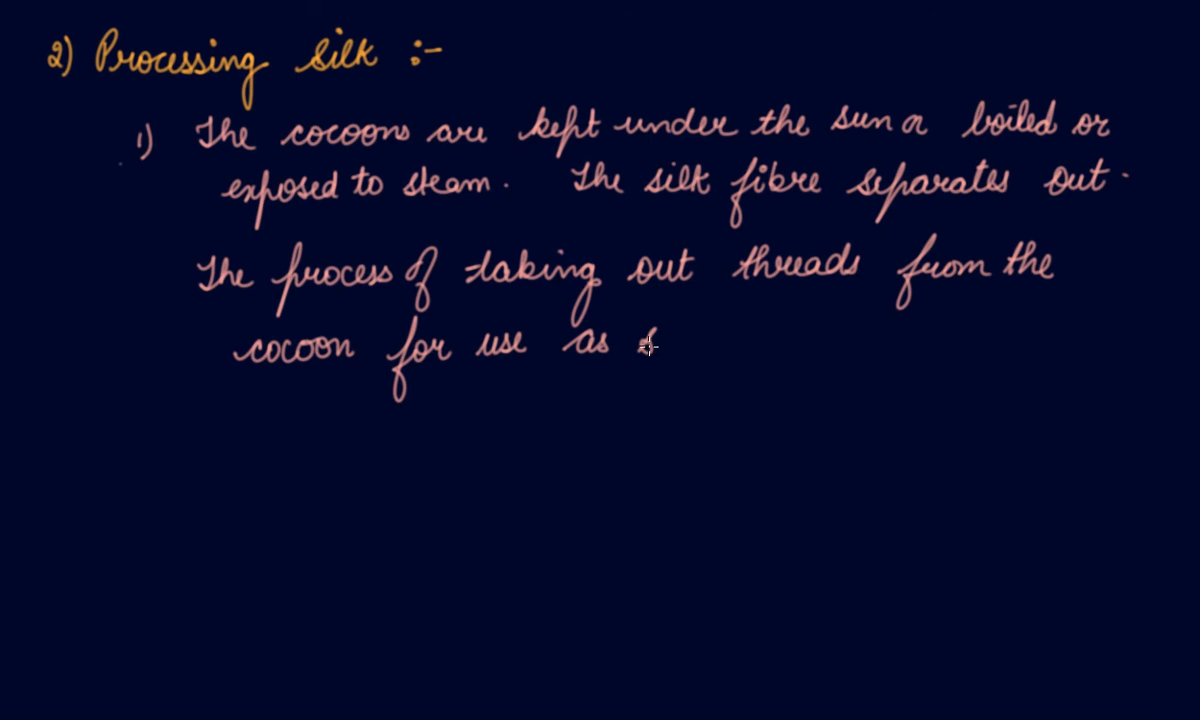 2) Processing Silk :-
1) The cocoons are kept under the sun or boiled or
exposed to steam. The silk fibre separates out.
The process of taking out threads from the
cocoon for use as